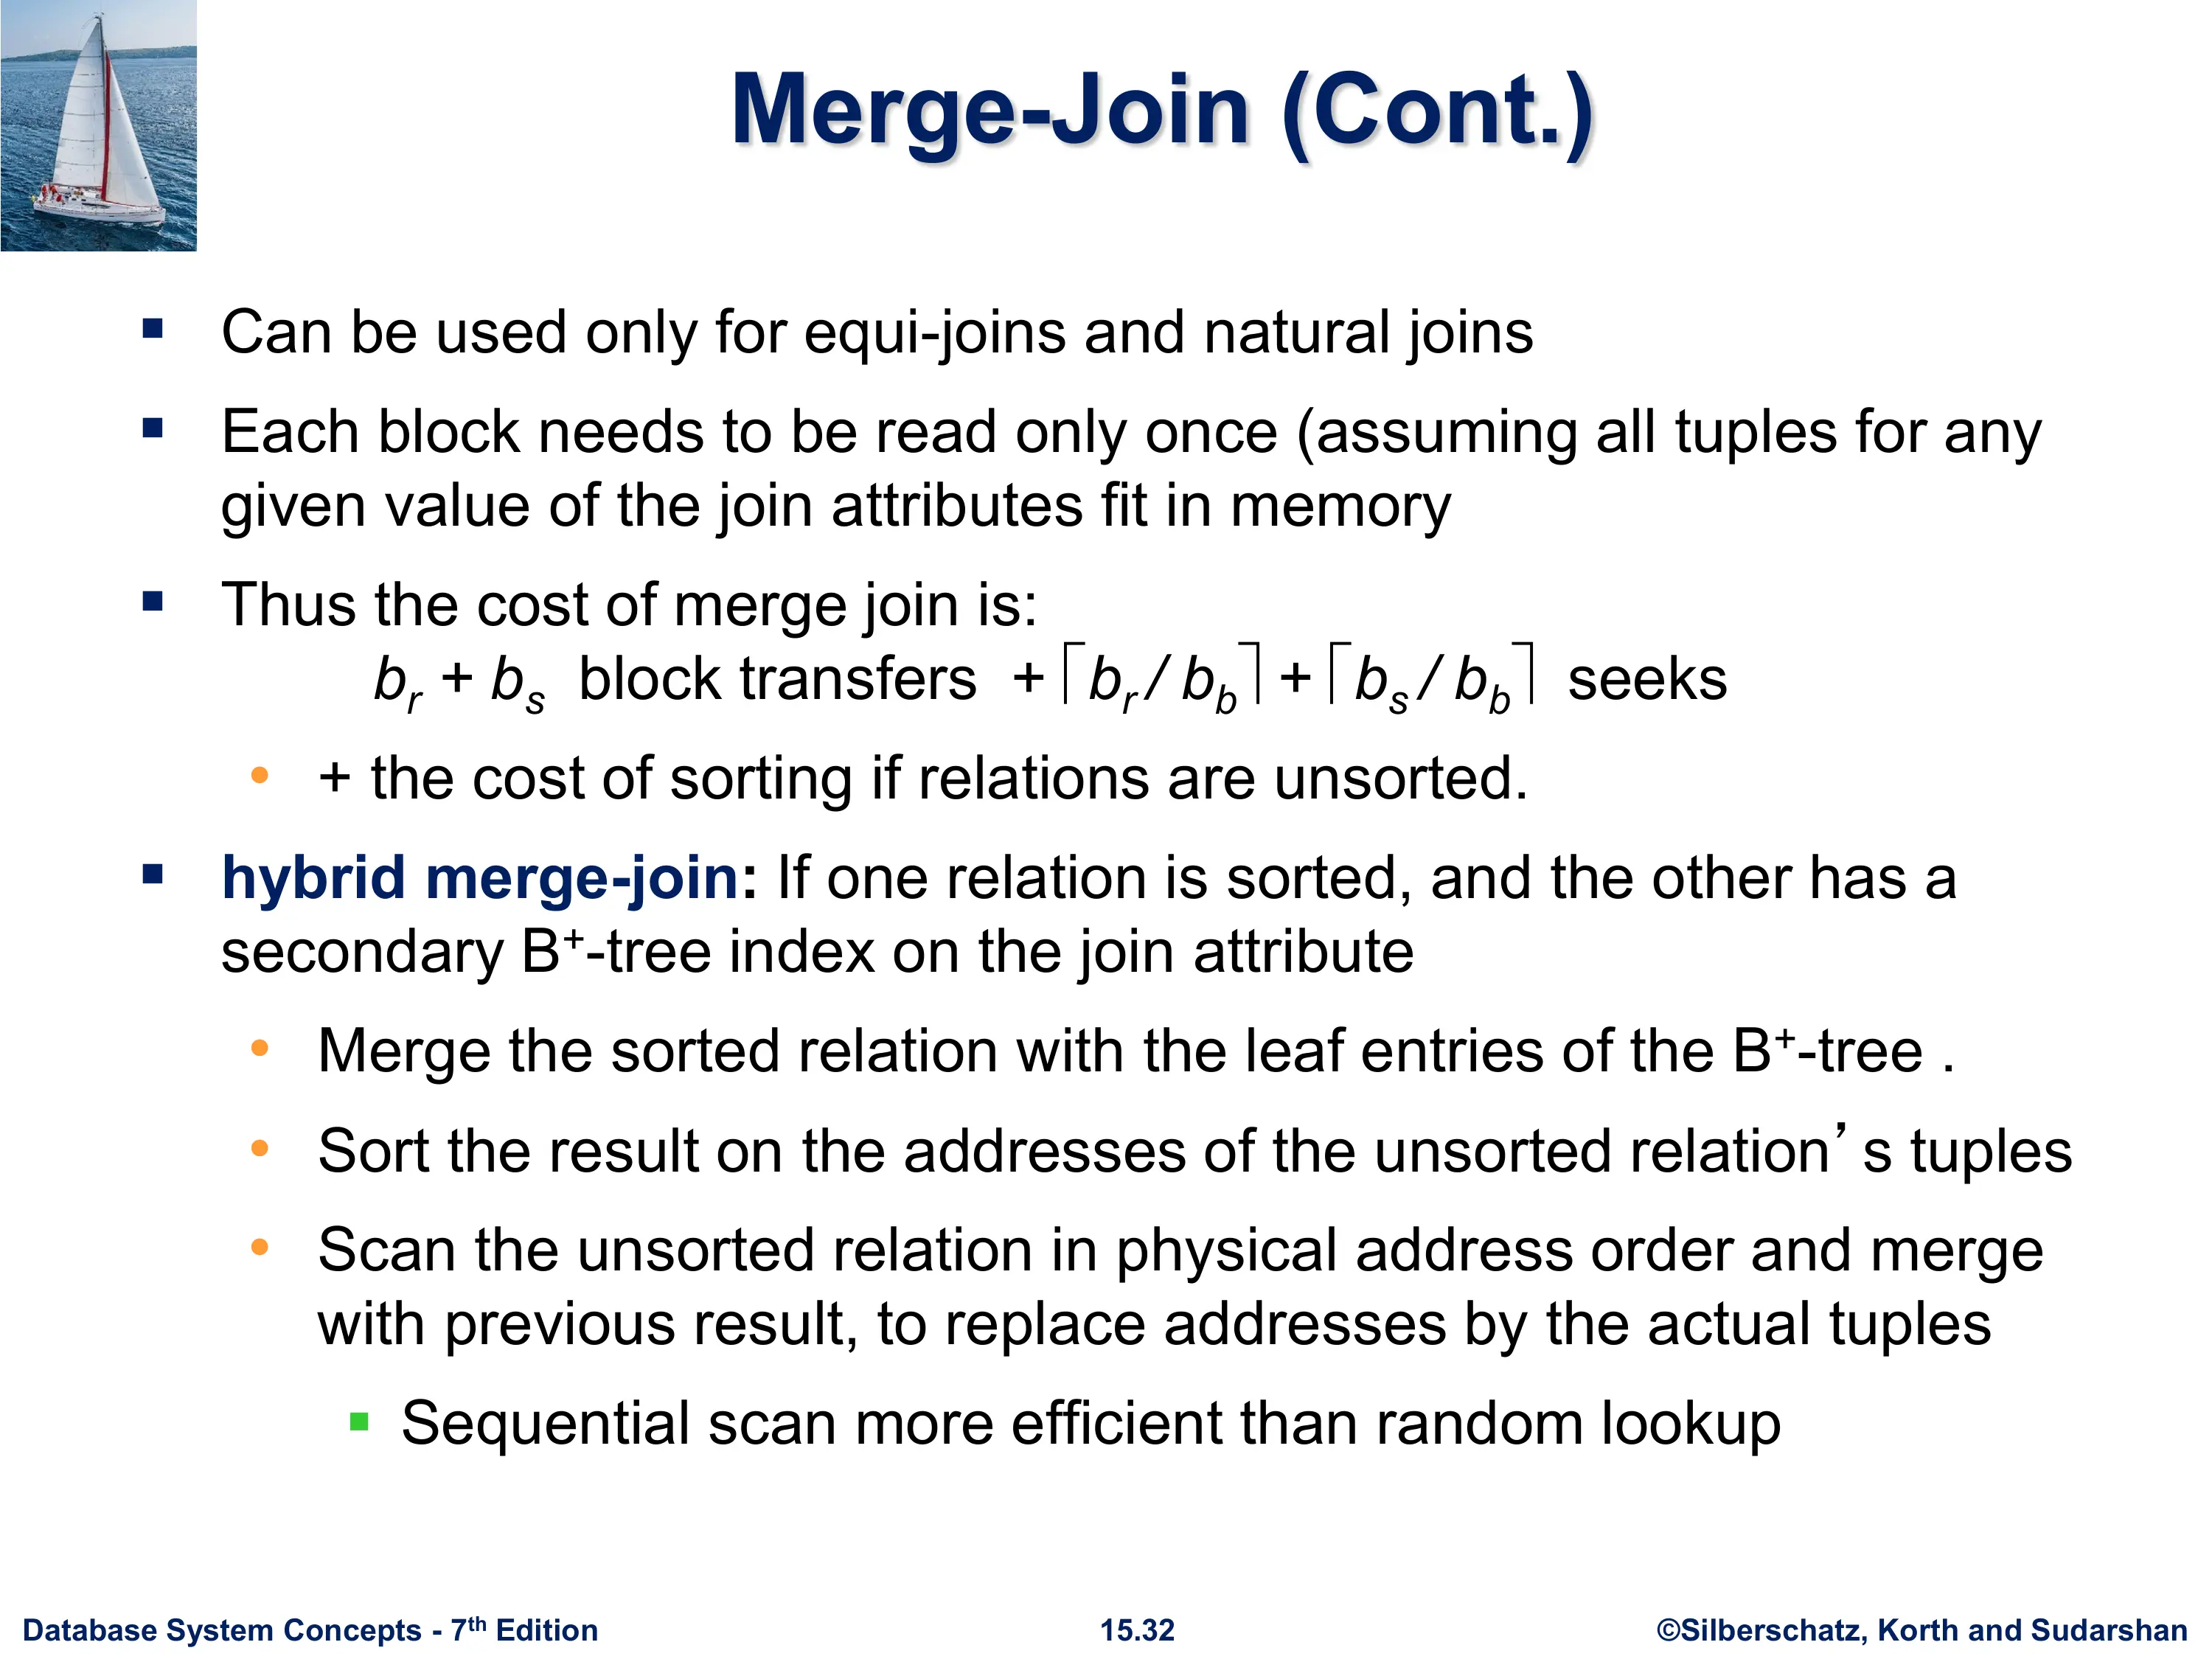 Merge-Join (Cont.)
▪ Can be used only for equi-joins and natural joins
▪ Each block needs to be read only once (assuming all tuples for any
given value of the join attributes fit in memory
▪ Thus the cost of merge join is:
b_r + b_s block transfers + ⌈b_r / b_b⌉ + ⌈b_s / b_b⌉ seeks
• + the cost of sorting if relations are unsorted.
▪ hybrid merge-join: If one relation is sorted, and the other has a
secondary B⁺-tree index on the join attribute
• Merge the sorted relation with the leaf entries of the B⁺-tree .
• Sort the result on the addresses of the unsorted relation’s tuples
• Scan the unsorted relation in physical address order and merge
with previous result, to replace addresses by the actual tuples
▪ Sequential scan more efficient than random lookup
Database System Concepts - 7th Edition
15.32
©Silberschatz, Korth and Sudarshan